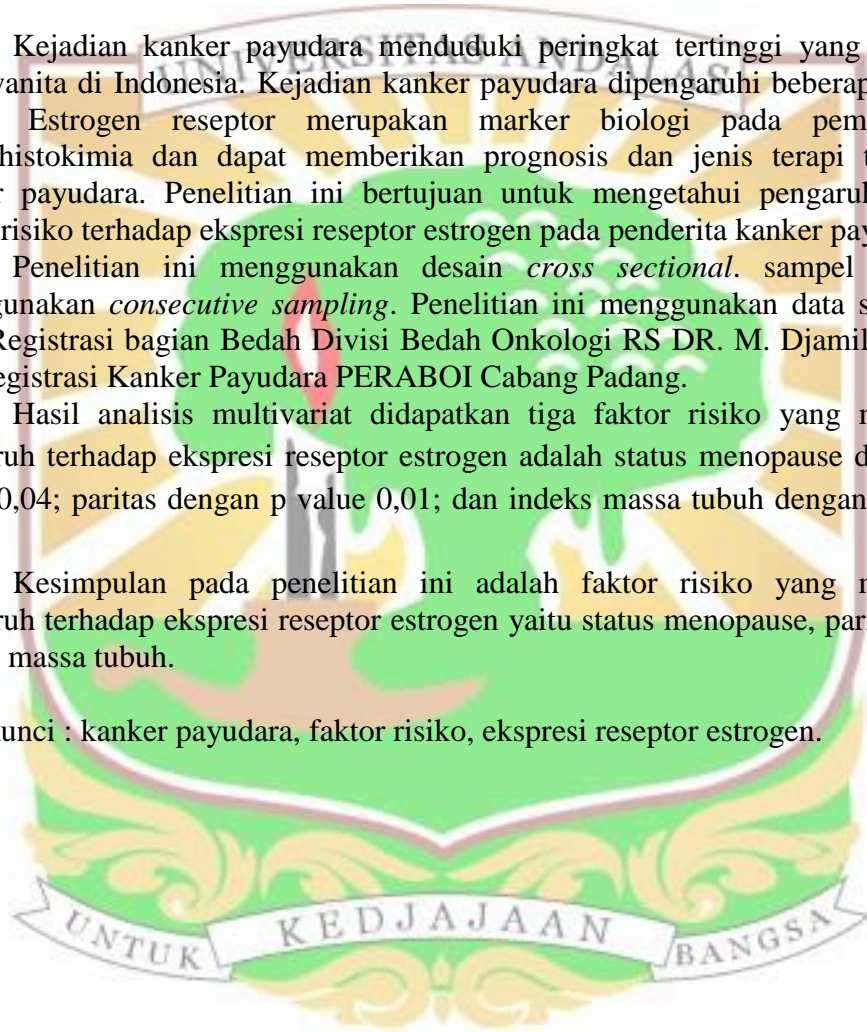 Kejadian kanker payudara menduduki peringkat tertinggi yang
wanita di Indonesia. Kejadian kanker payudara dipengaruhi beberap
Estrogen reseptor merupakan marker biologi pada pem
histokimia dan dapat memberikan prognosis dan jenis terapi t
r payudara. Penelitian ini bertujuan untuk mengetahui pengaruh
risiko terhadap ekspresi reseptor estrogen pada penderita kanker pay
Penelitian ini menggunakan desain cross sectional. sampel
gunakan consecutive sampling. Penelitian ini menggunakan data s
Registrasi bagian Bedah Divisi Bedah Onkologi RS DR. M. Djamil
egistrasi Kanker Payudara PERABOI Cabang Padang.
Hasil analisis multivariat didapatkan tiga faktor risiko yang
ruh terhadap ekspresi reseptor estrogen adalah status menopause d
0,04; paritas dengan p value 0,01; dan indeks massa tubuh dengan
Kesimpulan pada penelitian ini adalah faktor risiko yang
ruh terhadap ekspresi reseptor estrogen yaitu status menopause, pari
massa tubuh.
unci : kanker payudara, faktor risiko, ekspresi reseptor estrogen.
UNIVERSITAS ANDALAS
UNTUK KEDJAJAAN BANGSA